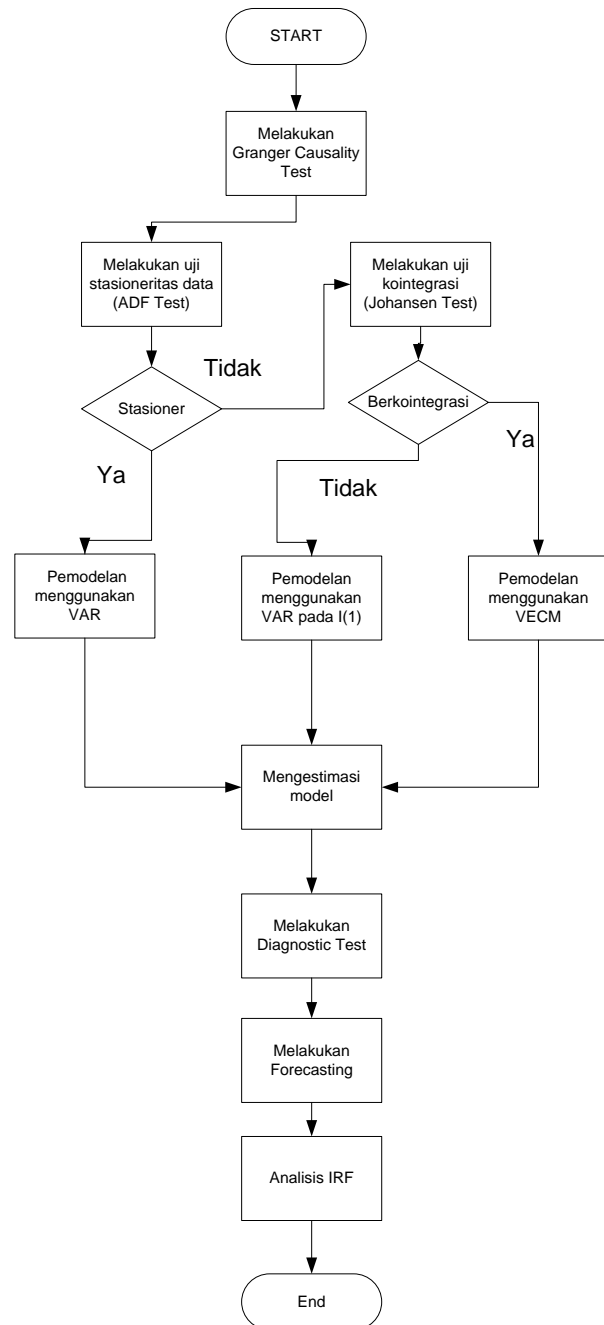 START
Melakukan
Granger Causality
Test
Melakukan uji
stasioneritas data
(ADF Test)
Melakukan uji
kointegrasi
(Johansen Test)
Tidak
Stasioner
Berkointegrasi
Ya
Ya
Tidak
Pemodelan
menggunakan
VAR
Pemodelan
menggunakan
VAR pada I(1)
Pemodelan
menggunakan
VECM
Mengestimasi
model
Melakukan
Diagnostic Test
Melakukan
Forecasting
Analisis IRF
End